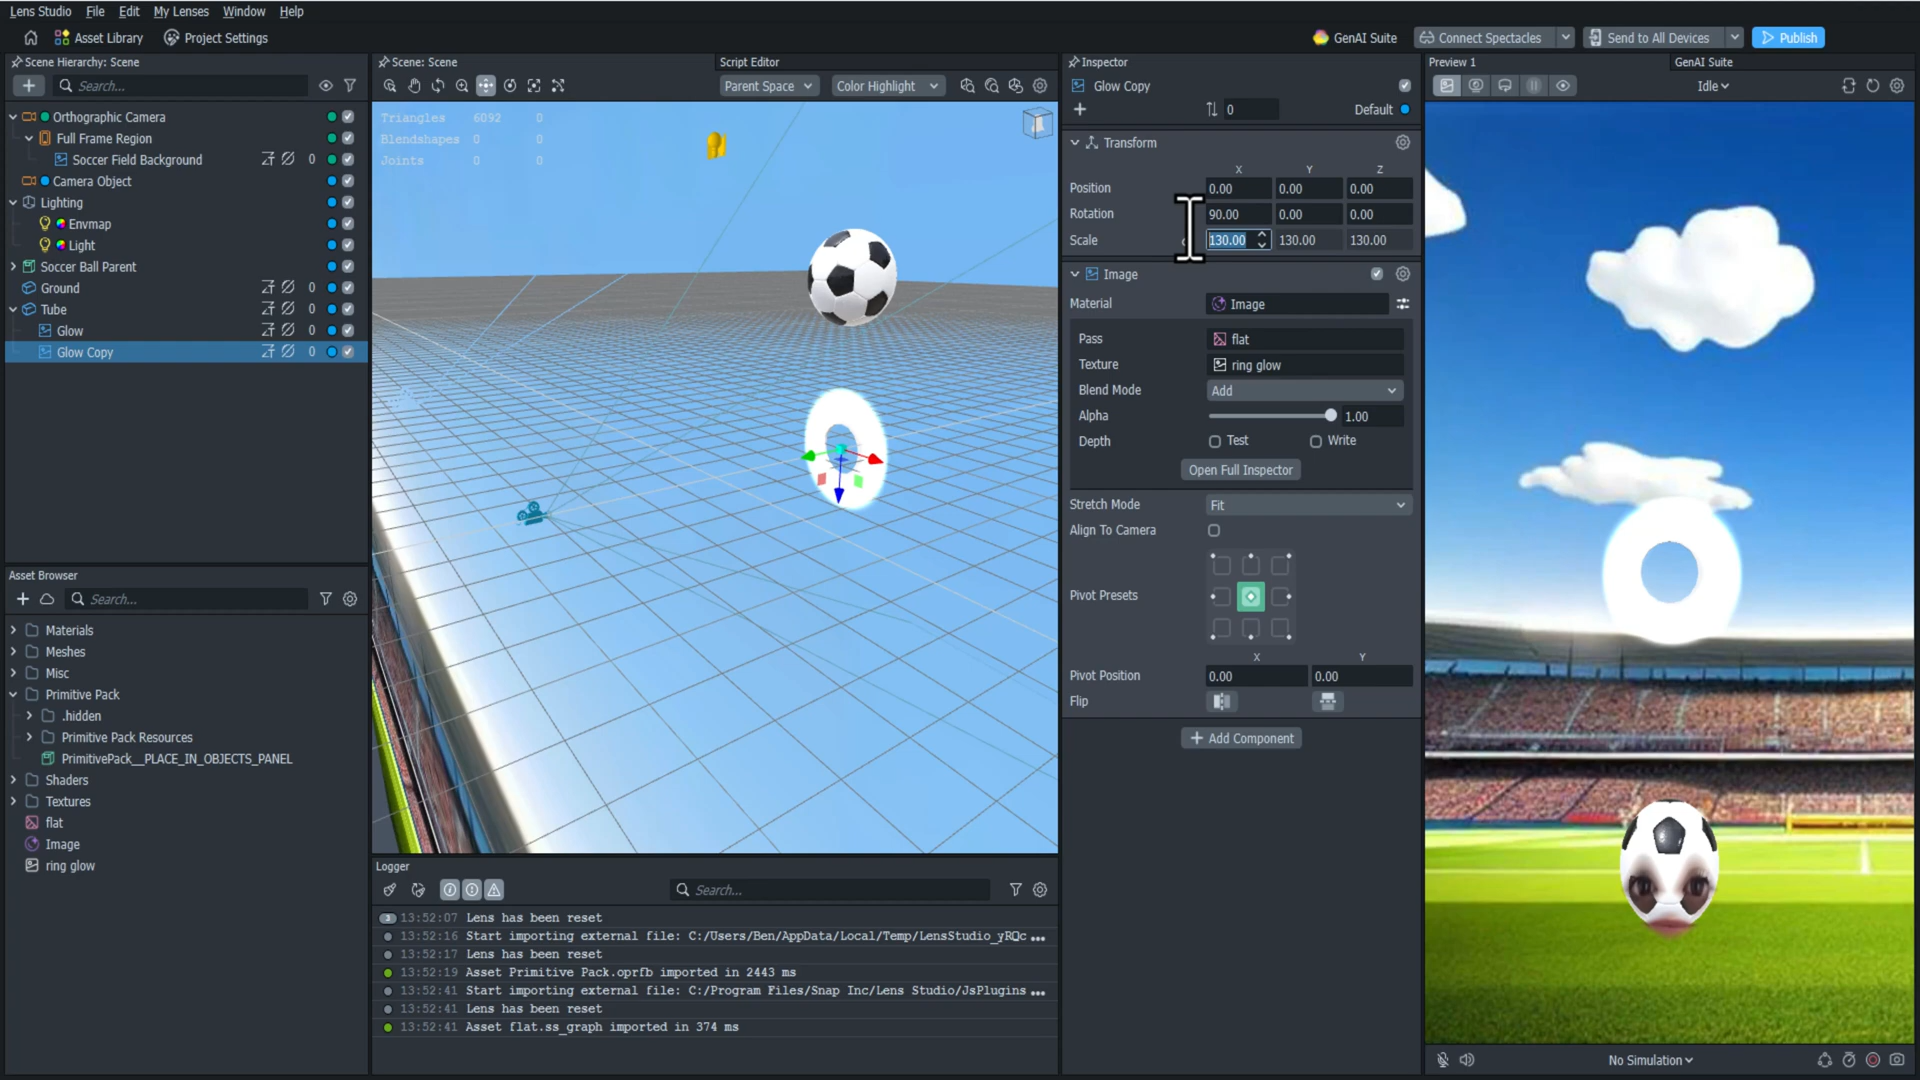 Lens Studio File Edit My Lenses Window Help
Asset Library Project Settings GenAI Suite Connect Spectacles Send to All Devices Publish
Scene Hierarchy: Scene
Search...
Orthographic Camera
Full Frame Region
Soccer Field Background 0
Camera Object
Lighting
Envmap
Light
Soccer Ball Parent
Ground 0
Tube 0
Glow 0
Glow Copy 0
Asset Browser
Search...
Materials
Meshes
Misc
Primitive Pack
.hidden
Primitive Pack Resources
PrimitivePack__PLACE_IN_OBJECTS_PANEL
Shaders
Textures
flat
Image
ring glow
Scene: Scene Script Editor
Parent Space Color Highlight
Triangles 6092 0
Blendshapes 0 0
Joints 0 0
Logger
Search...
3 13:52:07 Lens has been reset
13:52:16 Start importing external file: C:/Users/Ben/AppData/Local/Temp/LensStudio_yRQc ...
13:52:17 Lens has been reset
13:52:19 Asset Primitive Pack.oprfb imported in 2443 ms
13:52:41 Start importing external file: C:/Program Files/Snap Inc/Lens Studio/JsPlugins ...
13:52:41 Lens has been reset
13:52:41 Asset flat.ss_graph imported in 374 ms
Inspector
Glow Copy
0 Default
Transform
X Y Z
Position 0.00 0.00 0.00
Rotation 90.00 0.00 0.00
Scale 130.00 130.00 130.00
Image
Material Image
Pass flat
Texture ring glow
Blend Mode Add
Alpha 1.00
Depth Test Write
Open Full Inspector
Stretch Mode Fit
Align To Camera
Pivot Presets
X Y
Pivot Position 0.00 0.00
Flip
Add Component
Preview 1 GenAI Suite
Idle
No Simulation